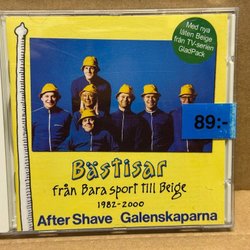 Med nya
låten Beige
från TV-serien
GladPack
89:-
Bästisar
från Bara sport till Beige
1982-2000
After Shave Galenskaparna